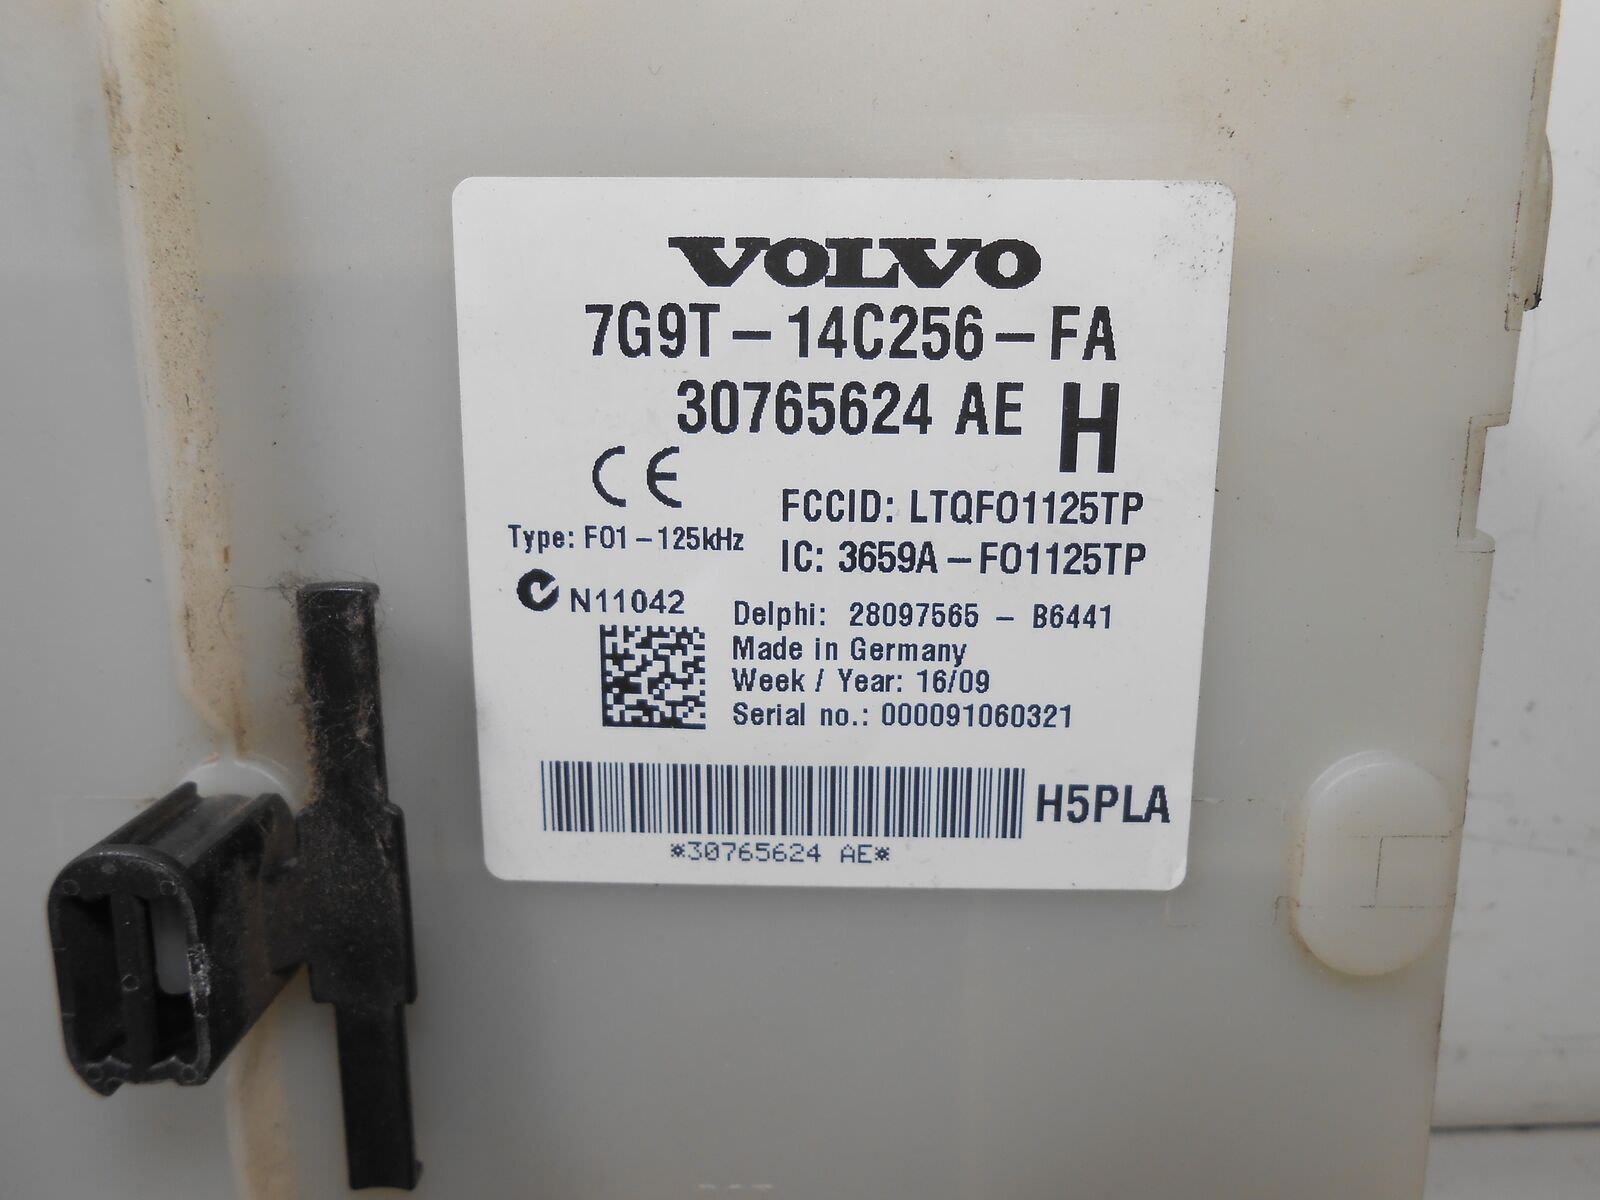 VOLVO
7G9T-14C256-FA
30765624 AE H
CE
FCCID: LTQFO1125TP
Type: FO1-125kHz
IC: 3659A-FO1125TP
N11042
Delphi: 28097565 - B6441
Made in Germany
Week / Year: 16/09
Serial no.: 000091060321
H5PLA
*30765624 AE*